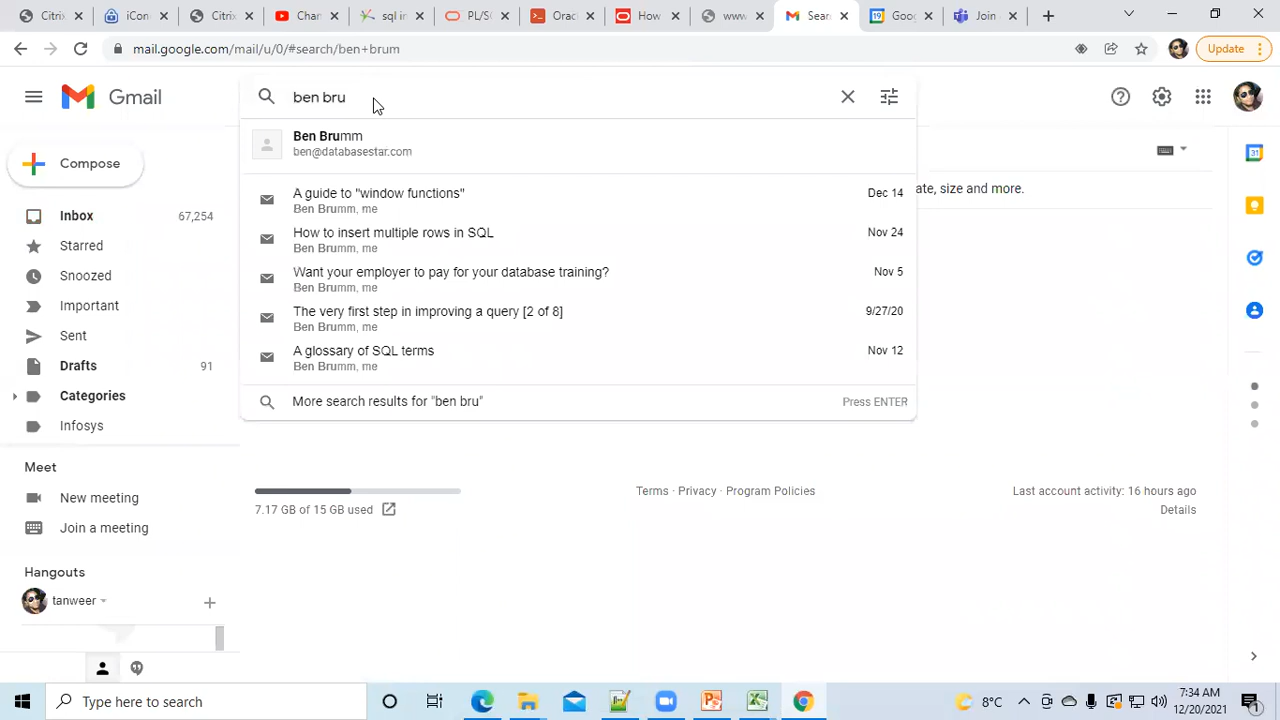 Citrix
iCon
Citrix
Char
sql in
PL/SC
Orac
How
www
Sear
Goog
Join
mail.google.com/mail/u/0/#search/ben+brum
Update
Gmail
ben bru
Compose
Ben Brumm
ben@databasestar.com
ate, size and more.
A guide to "window functions"
Dec 14
Ben Brumm, me
How to insert multiple rows in SQL
Nov 24
Ben Brumm, me
Want your employer to pay for your database training?
Nov 5
Ben Brumm, me
The very first step in improving a query [2 of 8]
9/27/20
Ben Brumm, me
A glossary of SQL terms
Nov 12
Ben Brumm, me
More search results for "ben bru"
Press ENTER
Inbox
67,254
Starred
Snoozed
Important
Sent
Drafts
91
Categories
Infosys
Meet
New meeting
Join a meeting
Hangouts
tanweer
7.17 GB of 15 GB used
Terms · Privacy · Program Policies
Last account activity: 16 hours ago
Details
Type here to search
8°C
7:34 AM
12/20/2021